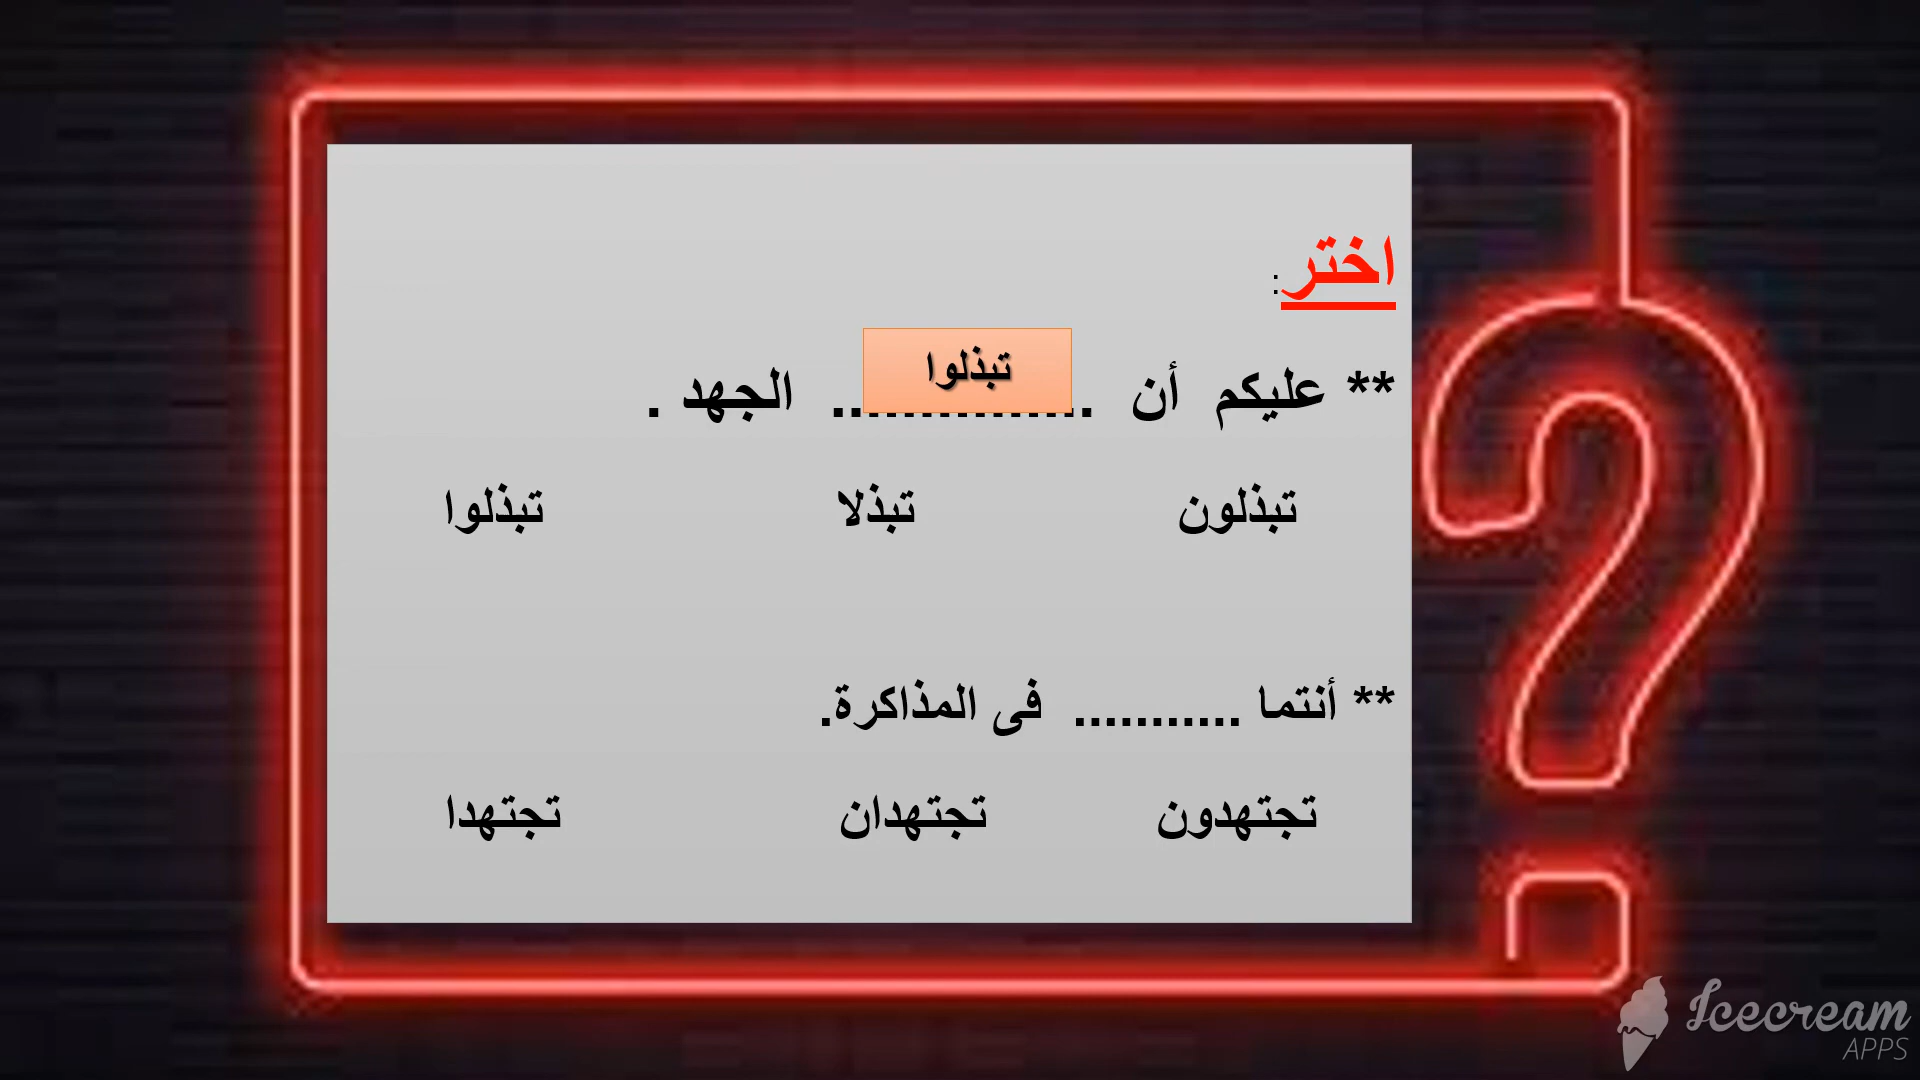 اختر:
تبذلوا
** عليكم أن .............. الجهد .
تبذلون تبذلا تبذلوا
** أنتما ........... فى المذاكرة.
تجتهدون تجتهدان تجتهدا
Icecream
APPS